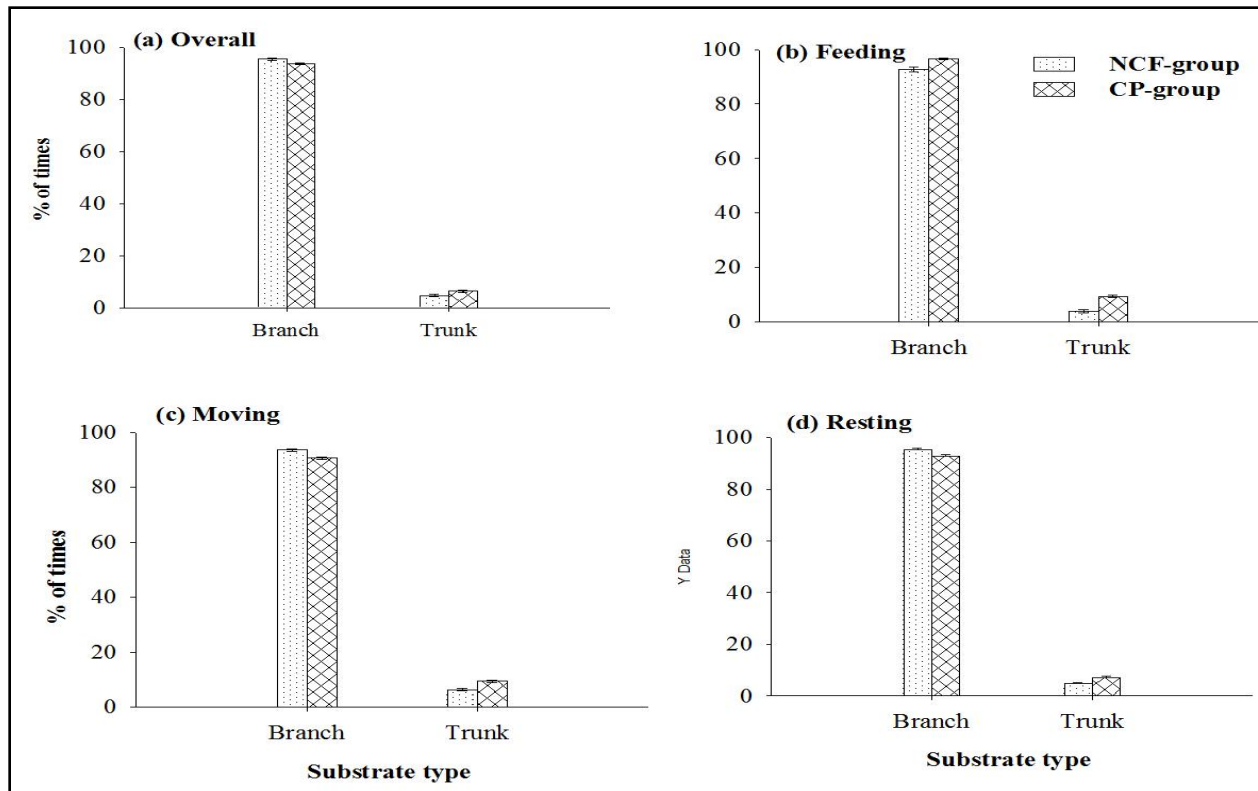 (a) Overall
100
80
60
40
20
0
% of times
Branch Trunk
(b) Feeding
NCF-group
CP-group
100
80
60
40
20
0
Branch Trunk
(c) Moving
100
80
60
40
20
0
% of times
Branch Trunk
Substrate type
(d) Resting
100
80
60
40
20
0
Y Data
Branch Trunk
Substrate type